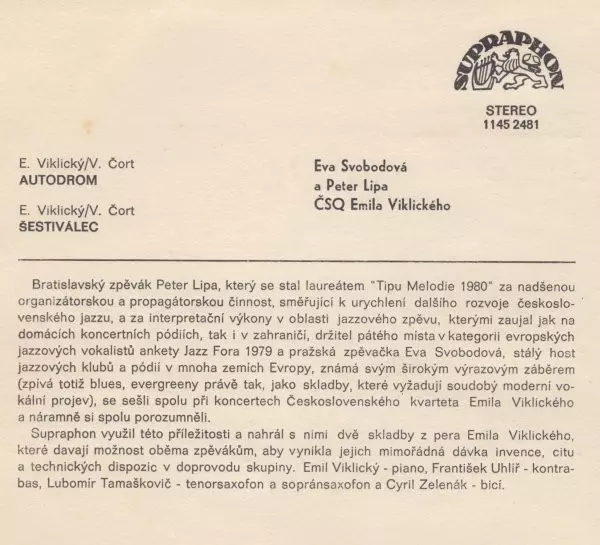 SUPRAPHON
STEREO
1145 2481
E. Viklický/V. Čort
AUTODROM
E. Viklický/V. Čort
ŠESTIVÁLEC
Eva Svobodová
a Peter Lipa
ČSQ Emila Viklického
Bratislavský zpěvák Peter Lipa, který se stal laureátem "Tipu Melodie 1980" za nadšenou
organizátorskou a propagátorskou činnost, směřující k urychlení dalšího rozvoje českoslo-
venského jazzu, a za interpretační výkony v oblasti jazzového zpěvu, kterými zaujal jak na
domácích koncertních pódiích, tak i v zahraničí, držitel pátého místa v kategorii evropských
jazzových vokalistů ankety Jazz Fora 1979 a pražská zpěvačka Eva Svobodová, stálý host
jazzových klubů a pódií v mnoha zemích Evropy, známá svým širokým výrazovým záběrem
(zpívá totiž blues, evergreeny právě tak, jako skladby, které vyžadují soudobý moderní vo-
kální projev), se sešli spolu při koncertech Československého kvarteta Emila Viklického
a náramně si spolu porozuměli.
Supraphon využil této příležitosti a nahrál s nimi dvě skladby z pera Emila Viklického,
které davají možnost oběma zpěvákům, aby vynikla jejich mimořádná dávka invence, citu
a technických dispozic v doprovodu skupiny. Emil Viklický - piano, František Uhlíř - kontra-
bas, Lubomír Tamaškovič - tenorsaxofon a sopránsaxofon a Cyril Zelenák - bicí.